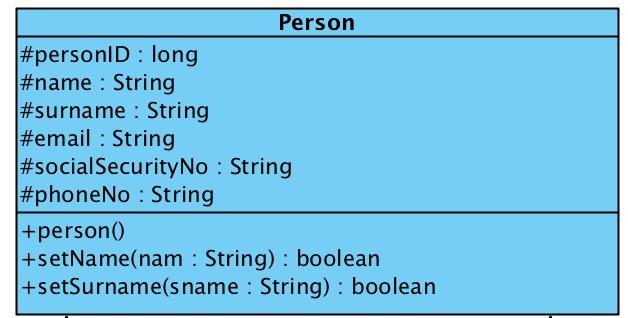 Person
#personID : long
#name : String
#surname : String
#email : String
#socialSecurityNo : String
#phoneNo : String
+person()
+setName(nam : String) : boolean
+setSurname(sname : String) : boolean